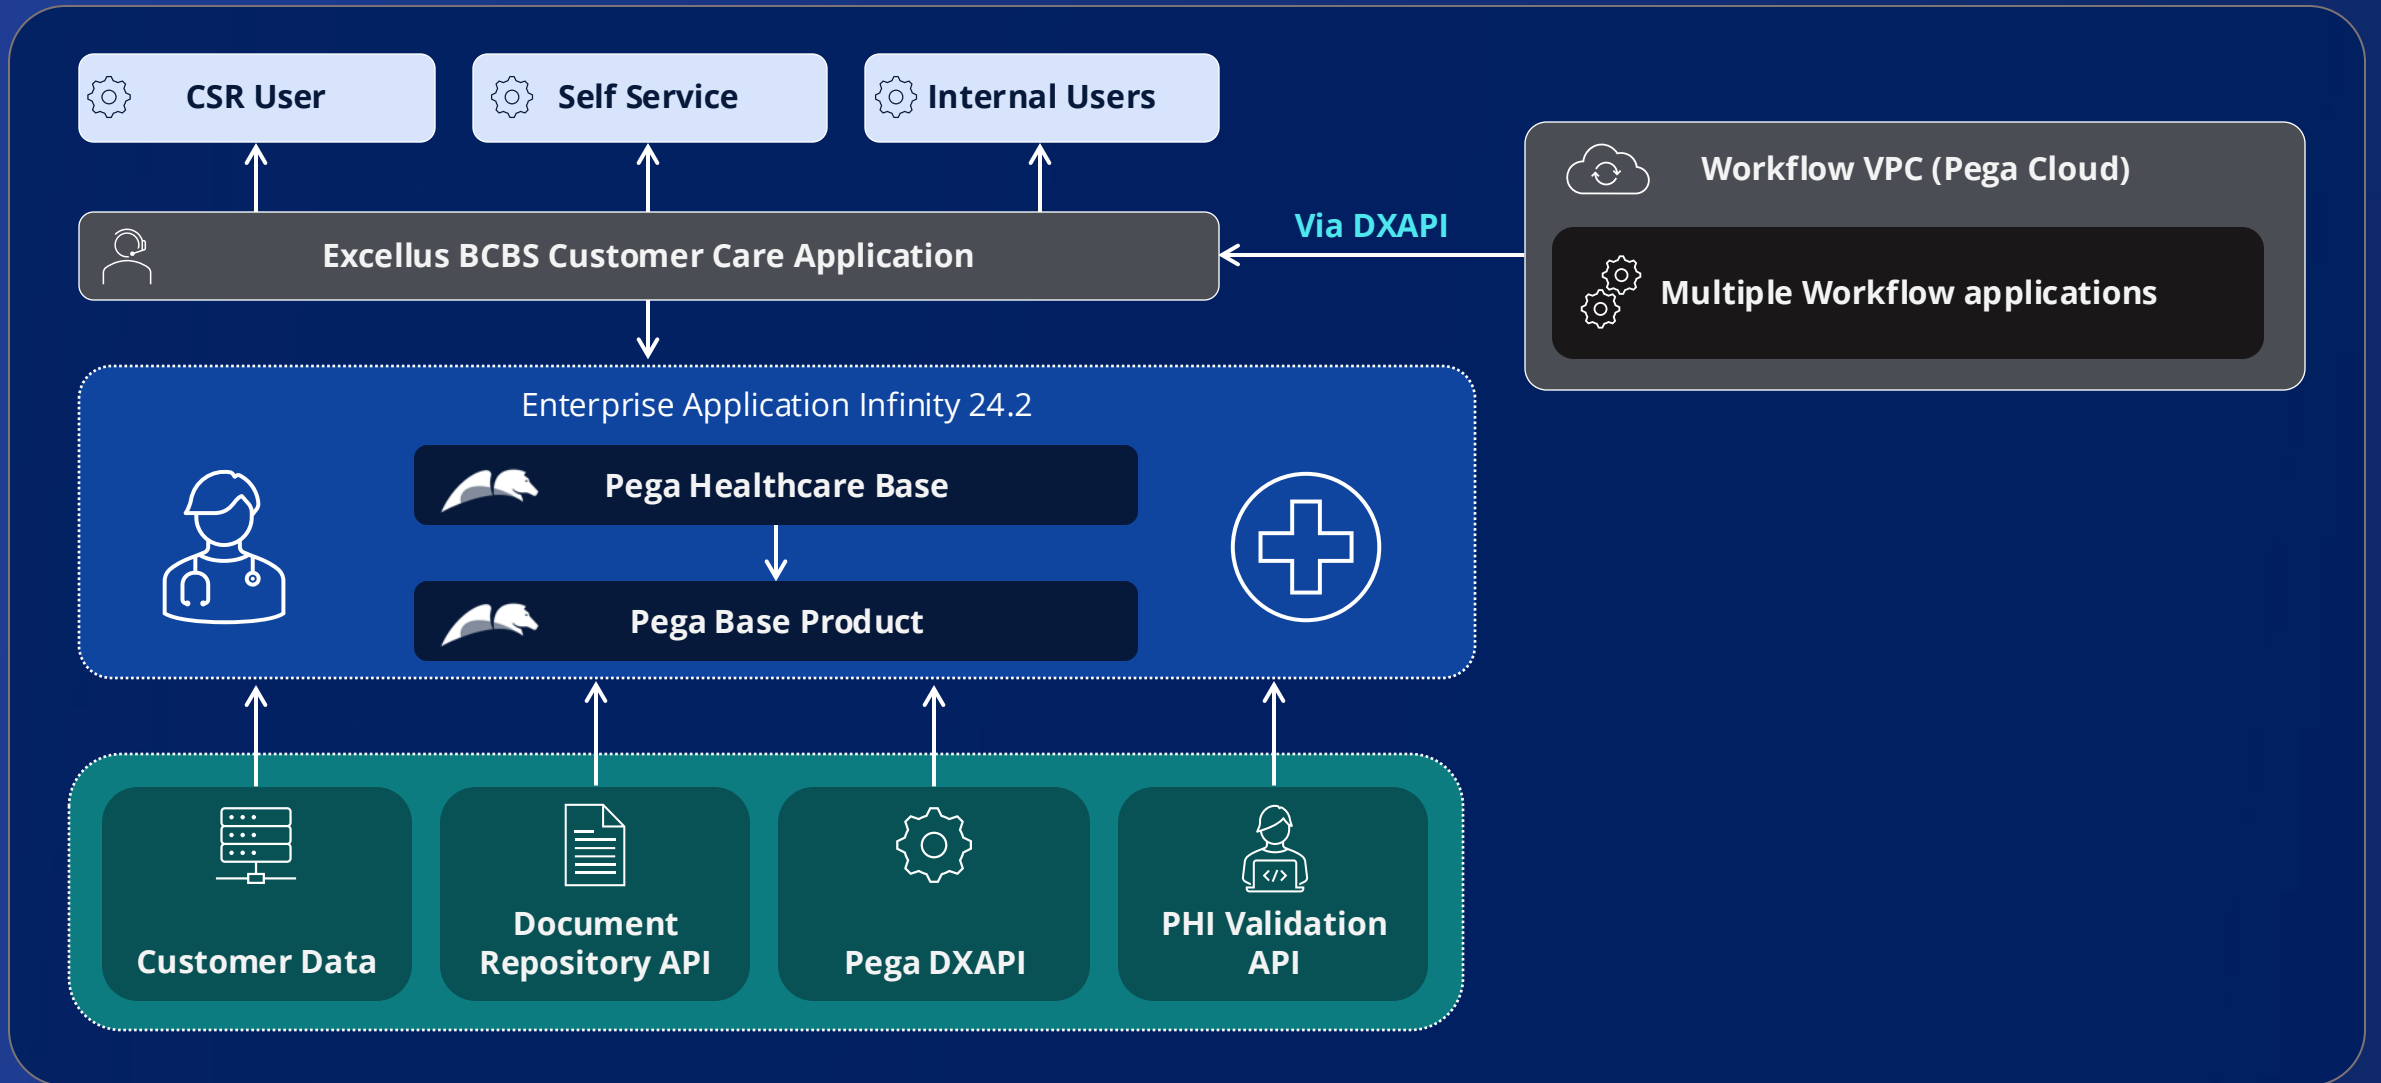 CSR User
Self Service
Internal Users
Excellus BCBS Customer Care Application
Via DXAPI
Workflow VPC (Pega Cloud)
Multiple Workflow applications
Enterprise Application Infinity 24.2
Pega Healthcare Base
Pega Base Product
Customer Data
Document
Repository API
Pega DXAPI
PHI Validation
API